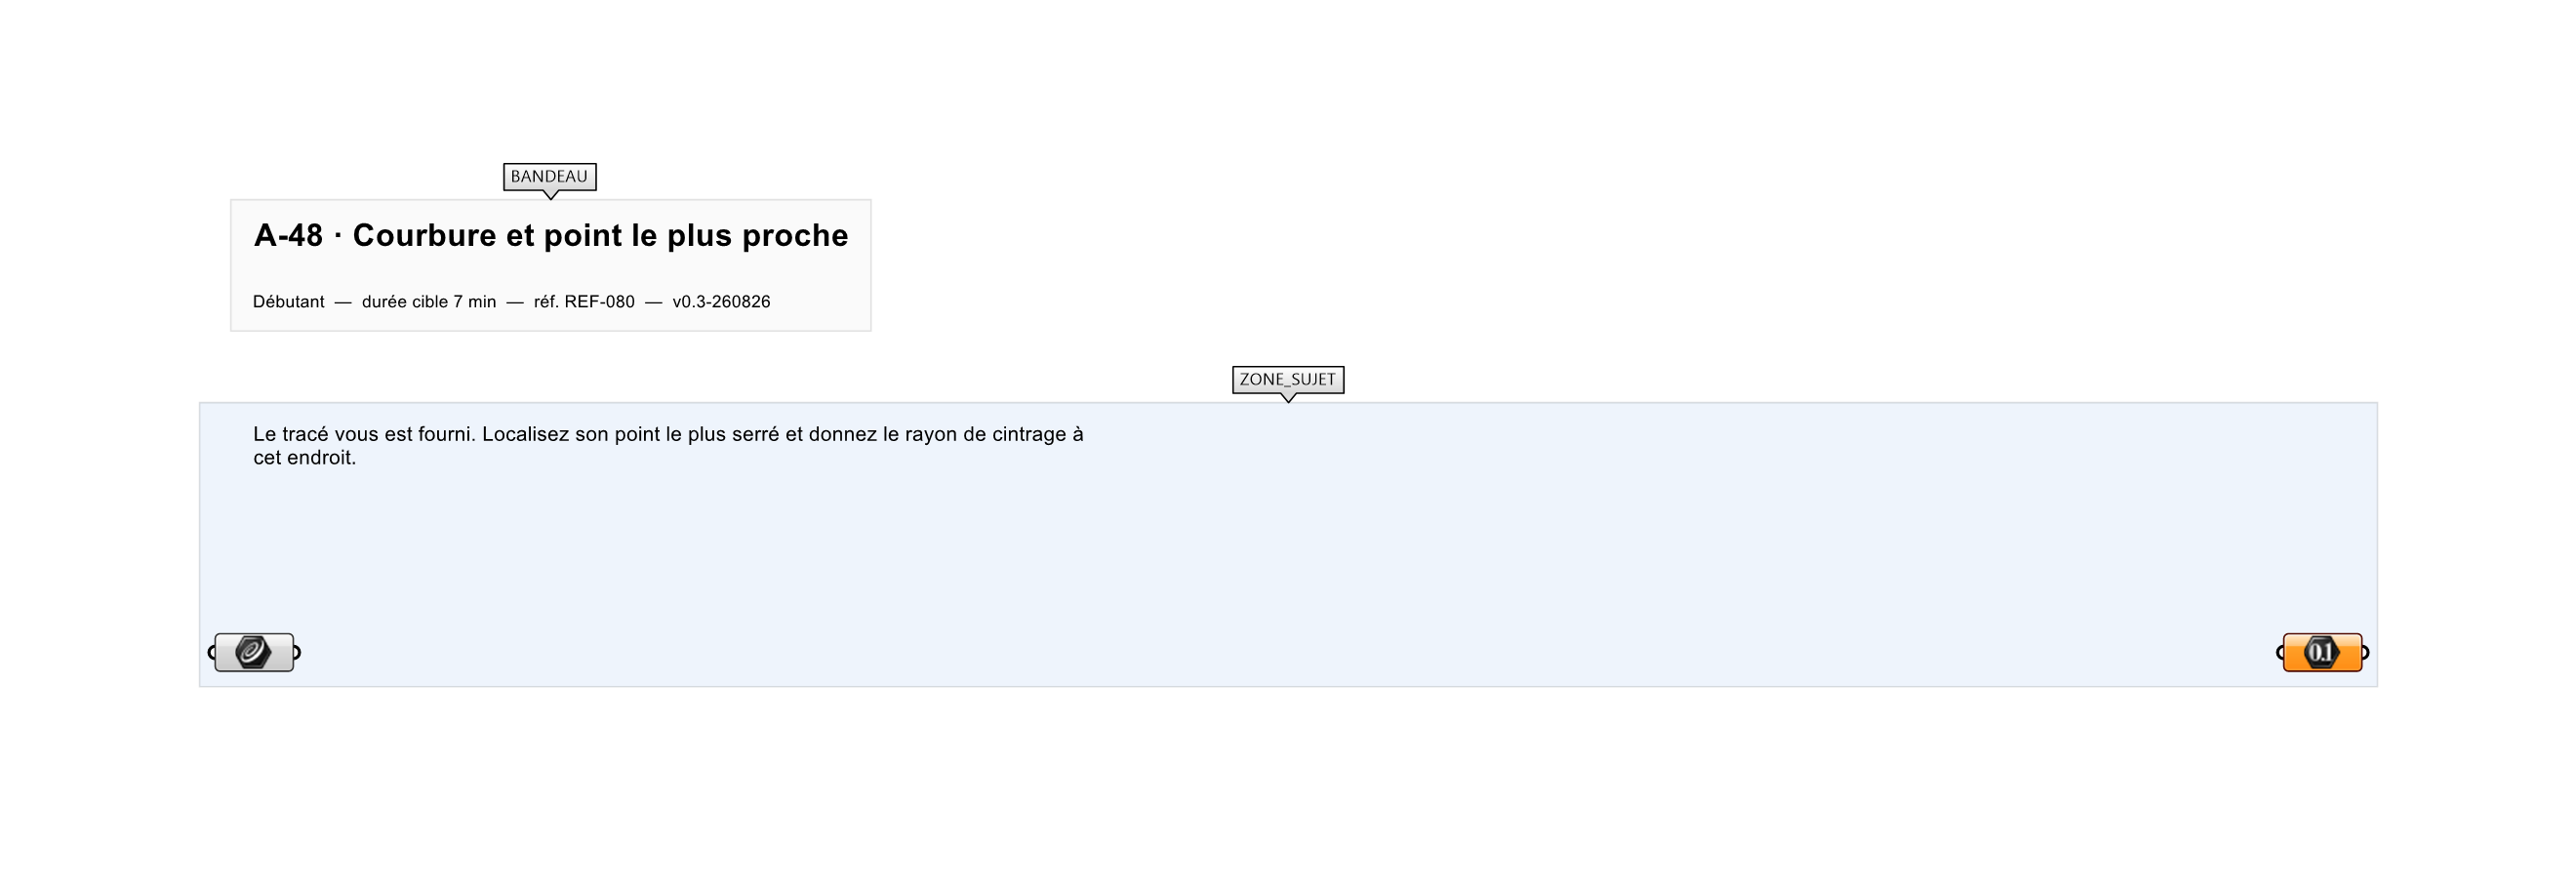 BANDEAU
A-48 · Courbure et point le plus proche
Débutant — durée cible 7 min — réf. REF-080 — v0.3-260826
ZONE_SUJET
Le tracé vous est fourni. Localisez son point le plus serré et donnez le rayon de cintrage à
cet endroit.
0.1